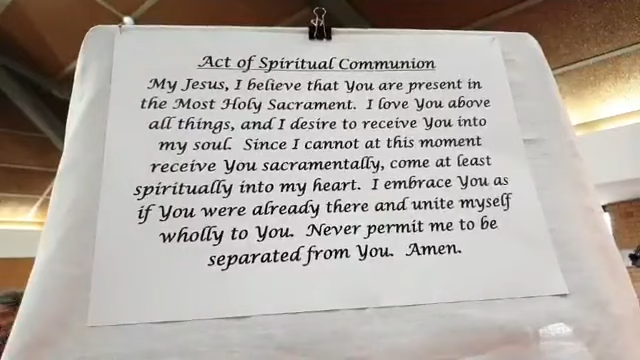 Act of Spiritual Communion
My Jesus, I believe that You are present in
the Most Holy Sacrament. I love You above
all things, and I desire to receive You into
my soul. Since I cannot at this moment
receive You sacramentally, come at least
spiritually into my heart. I embrace You as
if You were already there and unite myself
wholly to You. Never permit me to be
separated from You. Amen.